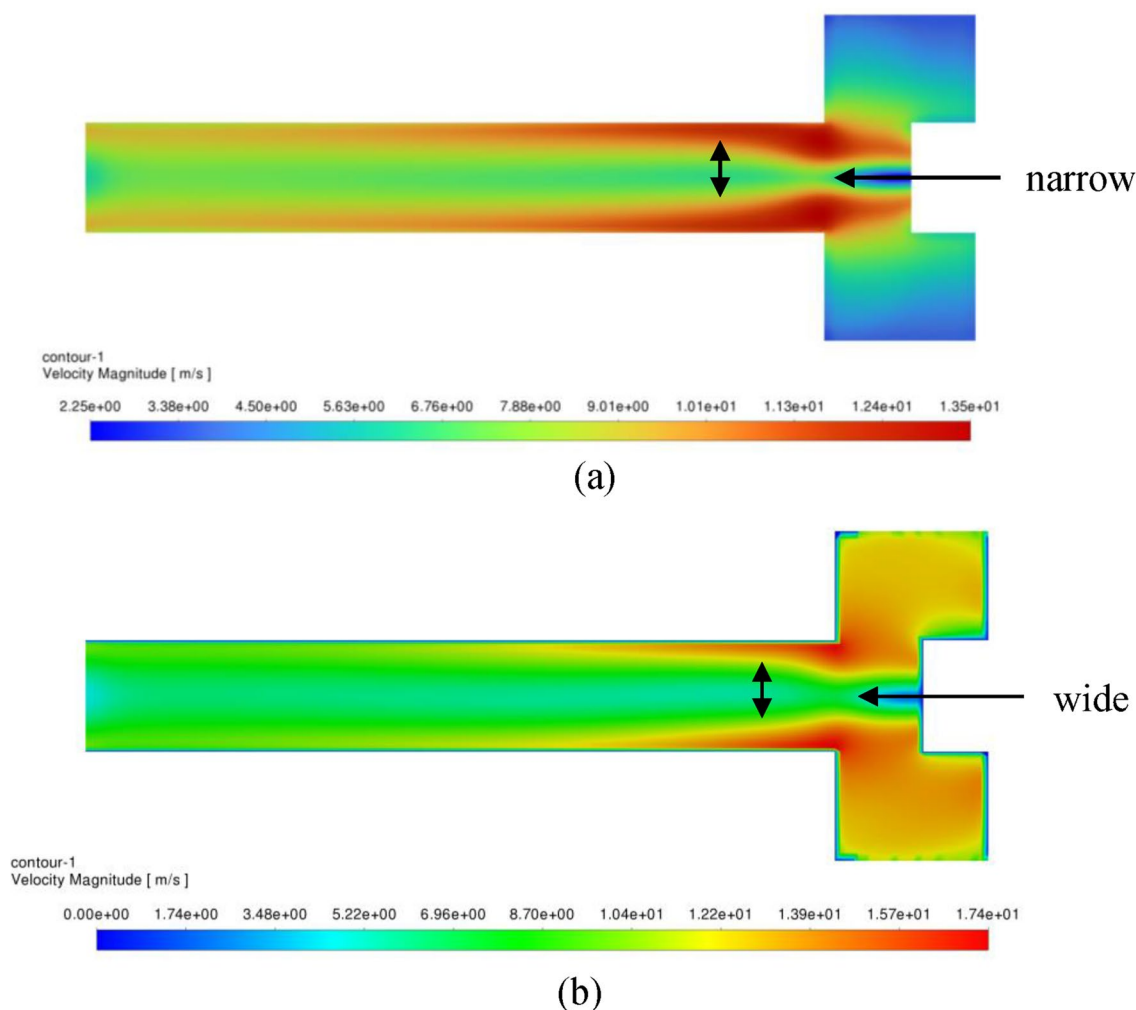 narrow
contour-1
Velocity Magnitude [ m/s ]
2.25e+00 3.38e+00 4.50e+00 5.63e+00 6.76e+00 7.88e+00 9.01e+00 1.01e+01 1.13e+01 1.24e+01 1.35e+01
(a)
wide
contour-1
Velocity Magnitude [ m/s ]
0.00e+00 1.74e+00 3.48e+00 5.22e+00 6.96e+00 8.70e+00 1.04e+01 1.22e+01 1.39e+01 1.57e+01 1.74e+01
(b)